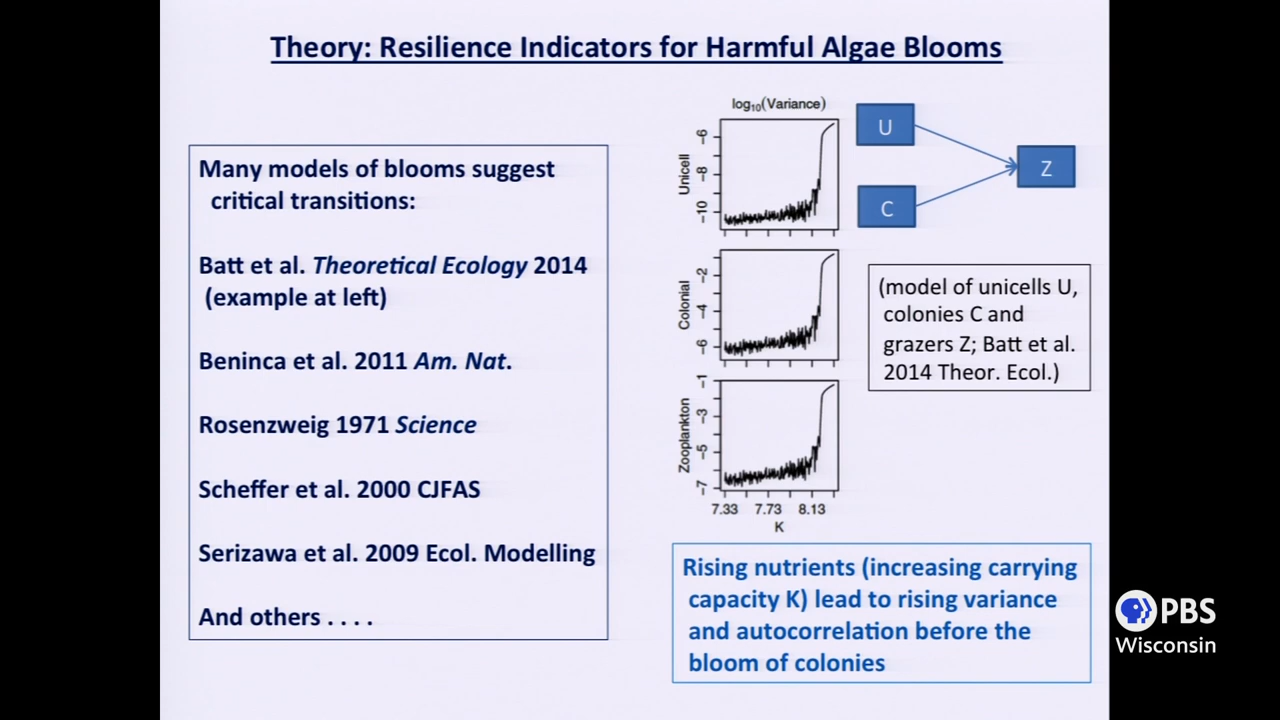 Theory: Resilience Indicators for Harmful Algae Blooms
Many models of blooms suggest
critical transitions:
Batt et al. Theoretical Ecology 2014
(example at left)
Beninca et al. 2011 Am. Nat.
Rosenzweig 1971 Science
Scheffer et al. 2000 CJFAS
Serizawa et al. 2009 Ecol. Modelling
And others . . . .
log10(Variance)
Unicell
-6
-8
-10
Colonial
-2
-4
-6
Zooplankton
-1
-3
-5
-7
7.33 7.73 8.13
K
U
C
Z
(model of unicells U,
colonies C and
grazers Z; Batt et al.
2014 Theor. Ecol.)
Rising nutrients (increasing carrying
capacity K) lead to rising variance
and autocorrelation before the
bloom of colonies
PBS
Wisconsin